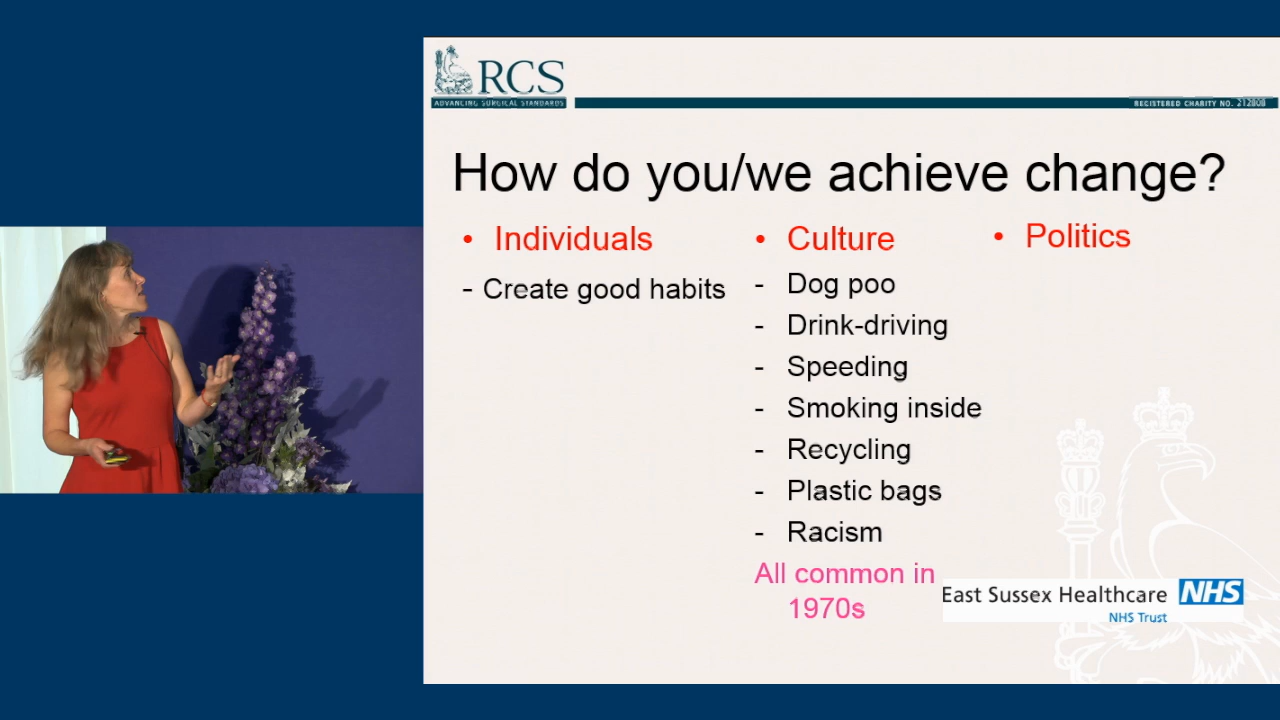 RCS
ADVANCING SURGICAL STANDARDS
REGISTERED CHARITY NO. 212808
How do you/we achieve change?
• Individuals
- Create good habits
• Culture
- Dog poo
- Drink-driving
- Speeding
- Smoking inside
- Recycling
- Plastic bags
- Racism
All common in
1970s
• Politics
East Sussex Healthcare NHS
NHS Trust